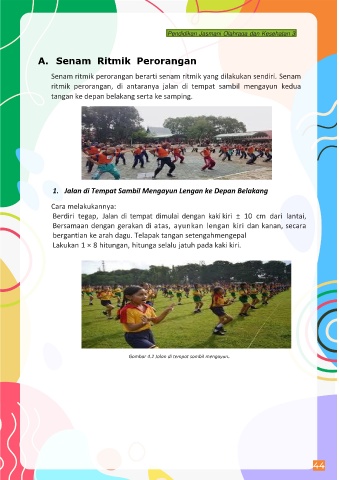 Pendidikan Jasmani Olahraga dan Kesehatan 3
A. Senam Ritmik Perorangan
Senam ritmik perorangan berarti senam ritmik yang dilakukan sendiri. Senam
ritmik perorangan, di antaranya jalan di tempat sambil mengayun kedua
tangan ke depan belakang serta ke samping.
1. Jalan di Tempat Sambil Mengayun Lengan ke Depan Belakang
Cara melakukannya:
Berdiri tegap, Jalan di tempat dimulai dengan kaki kiri ± 10 cm dari lantai,
Bersamaan dengan gerakan di atas, ayunkan lengan kiri dan kanan, secara
bergantian ke arah dagu. Telapak tangan setengahmengepal
Lakukan 1 × 8 hitungan, hitunga selalu jatuh pada kaki kiri.
Gambar 3.1 Jalan di tempat sambil mengayun.
44